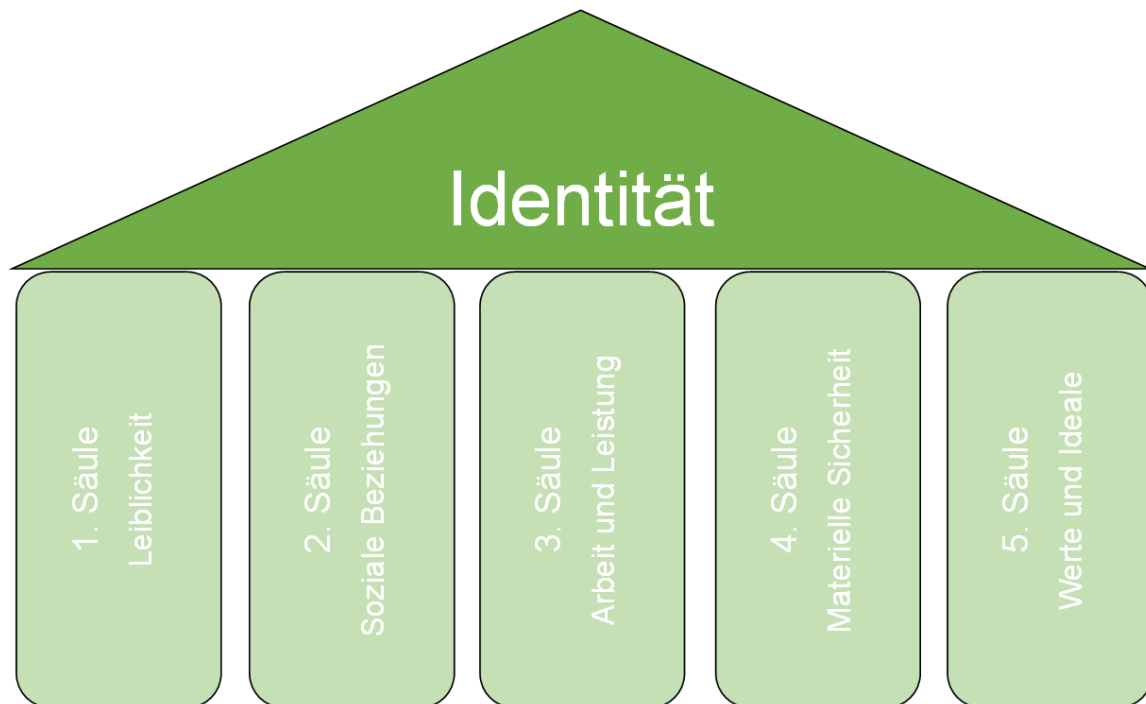 Identität
1. Säule
Leiblichkeit
2. Säule
Soziale Beziehungen
3. Säule
Arbeit und Leistung
4. Säule
Materielle Sicherheit
5. Säule
Werte und Ideale